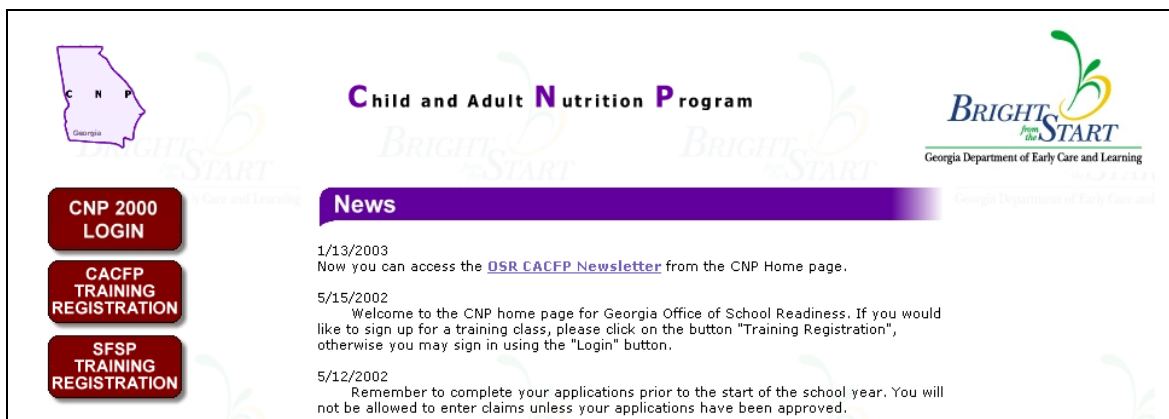 C N P
Georgia
Child and Adult Nutrition Program
BRIGHT
from
the
START
Georgia Department of Early Care and Learning
CNP 2000
LOGIN
CACFP
TRAINING
REGISTRATION
SFSP
TRAINING
REGISTRATION
News
1/13/2003
Now you can access the OSR CACFP Newsletter from the CNP Home page.
5/15/2002
Welcome to the CNP home page for Georgia Office of School Readiness. If you would
like to sign up for a training class, please click on the button "Training Registration",
otherwise you may sign in using the "Login" button.
5/12/2002
Remember to complete your applications prior to the start of the school year. You will
not be allowed to enter claims unless your applications have been approved.